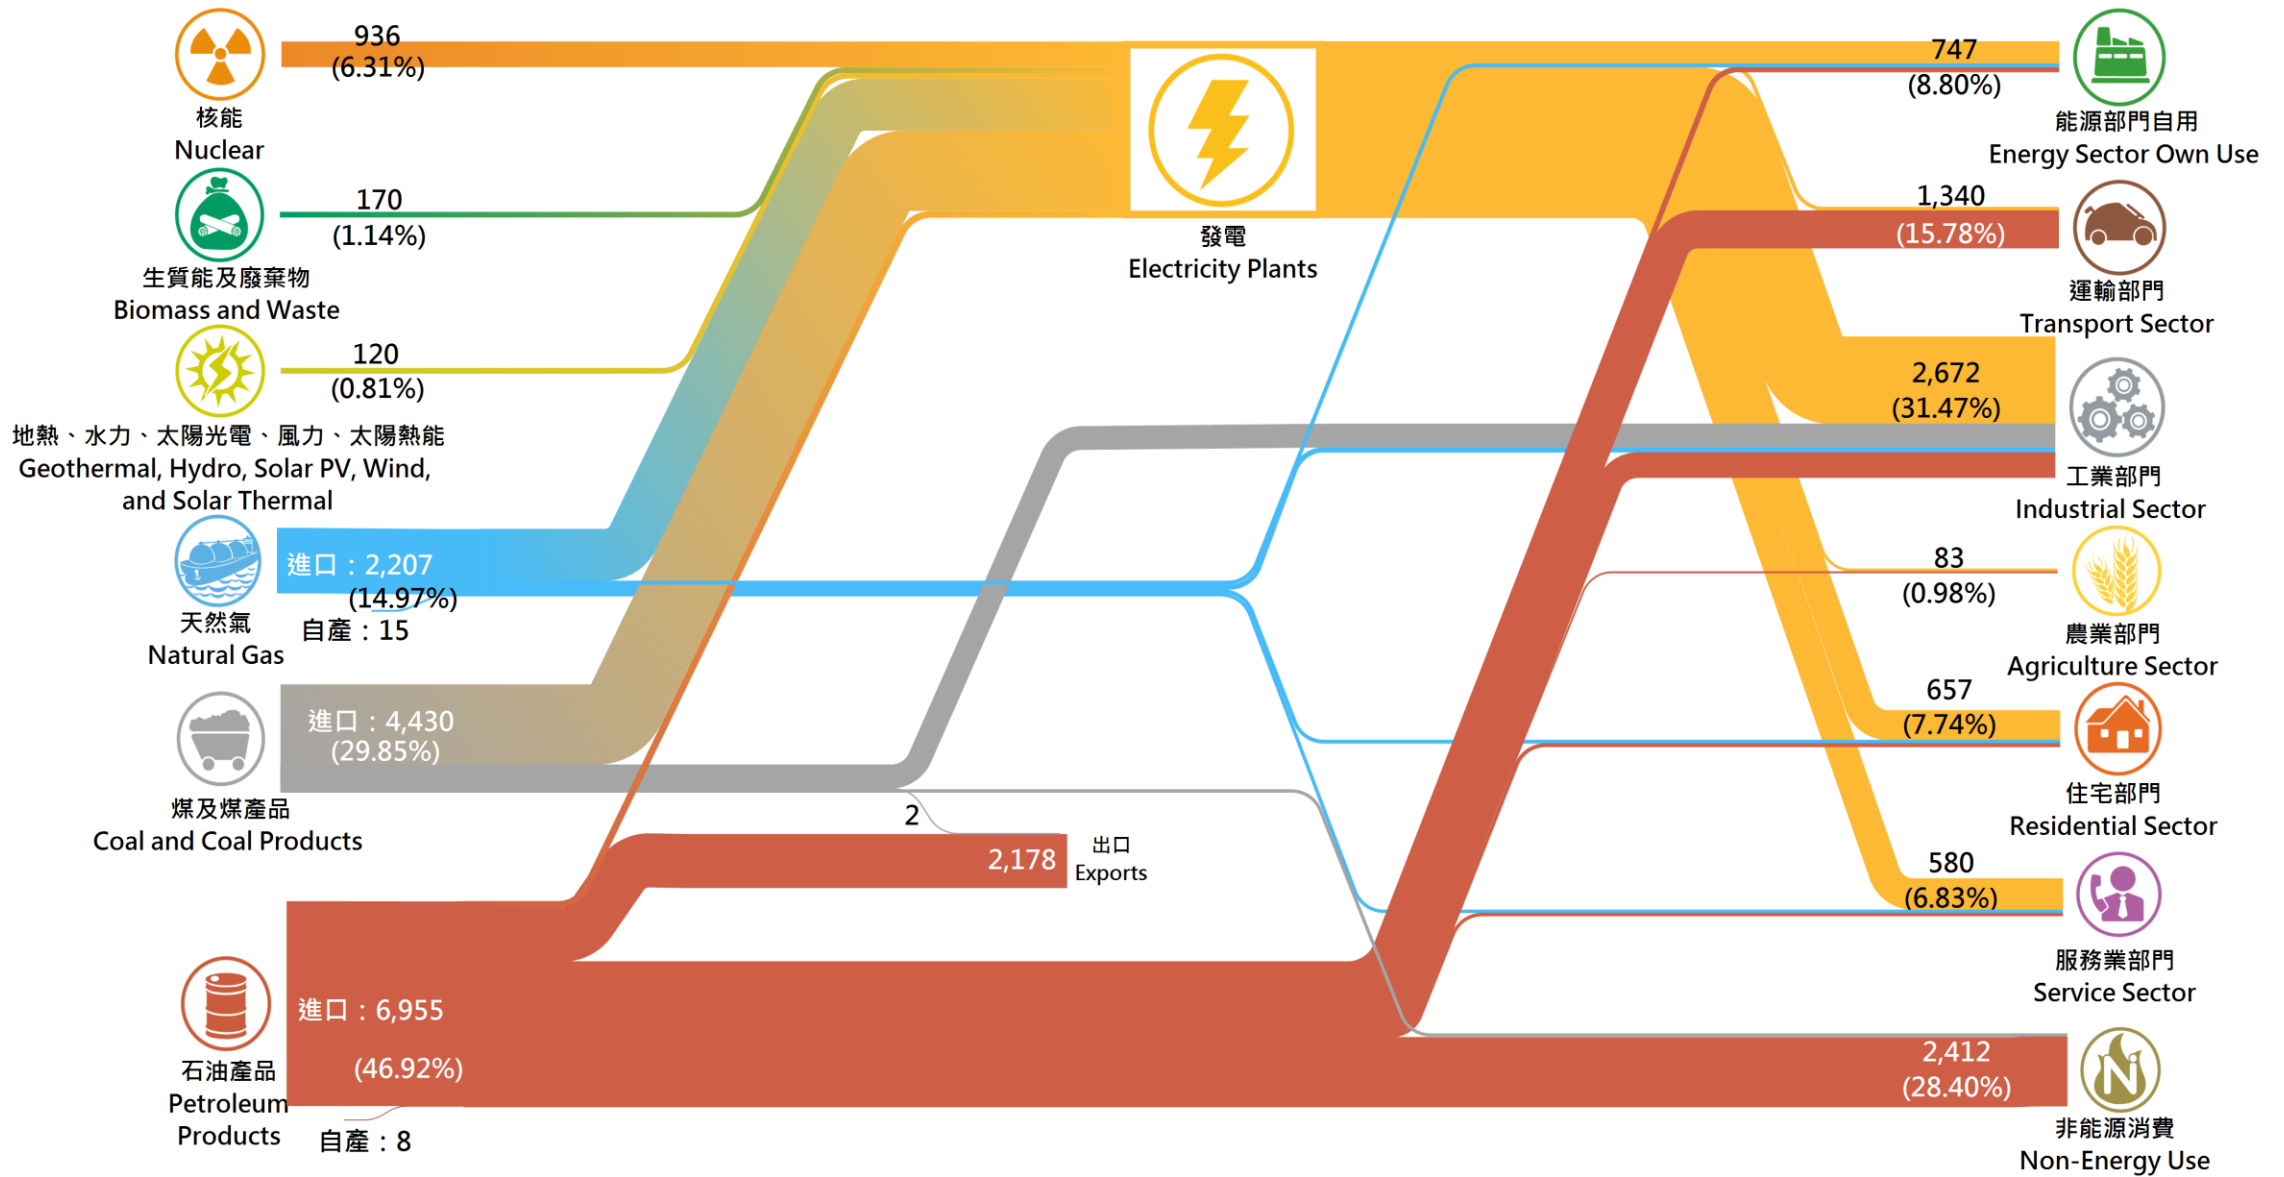 936
(6.31%)
核能
Nuclear
170
(1.14%)
生質能及廢棄物
Biomass and Waste
120
(0.81%)
地熱、水力、太陽光電、風力、太陽熱能
Geothermal, Hydro, Solar PV, Wind,
and Solar Thermal
進口：2,207
(14.97%)
自產：15
天然氣
Natural Gas
進口：4,430
(29.85%)
煤及煤產品
Coal and Coal Products
進口：6,955
(46.92%)
石油產品
Petroleum
Products
自產：8
發電
Electricity Plants
2
2,178
出口
Exports
747
(8.80%)
能源部門自用
Energy Sector Own Use
1,340
(15.78%)
運輸部門
Transport Sector
2,672
(31.47%)
工業部門
Industrial Sector
83
(0.98%)
農業部門
Agriculture Sector
657
(7.74%)
住宅部門
Residential Sector
580
(6.83%)
服務業部門
Service Sector
2,412
(28.40%)
N
非能源消費
Non-Energy Use